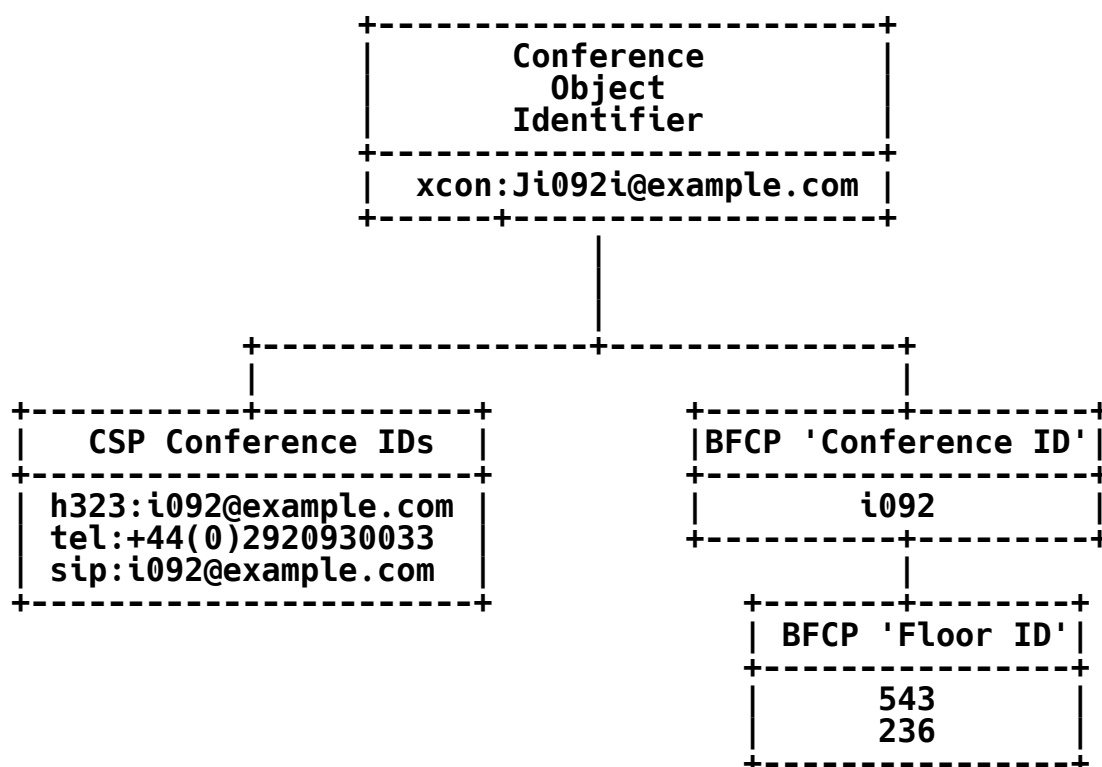 Conference
Object
Identifier
xcon:Ji092i@example.com
CSP Conference IDs
h323:i092@example.com
tel:+44(0)2920930033
sip:i092@example.com
BFCP 'Conference ID'
i092
BFCP 'Floor ID'
543
236